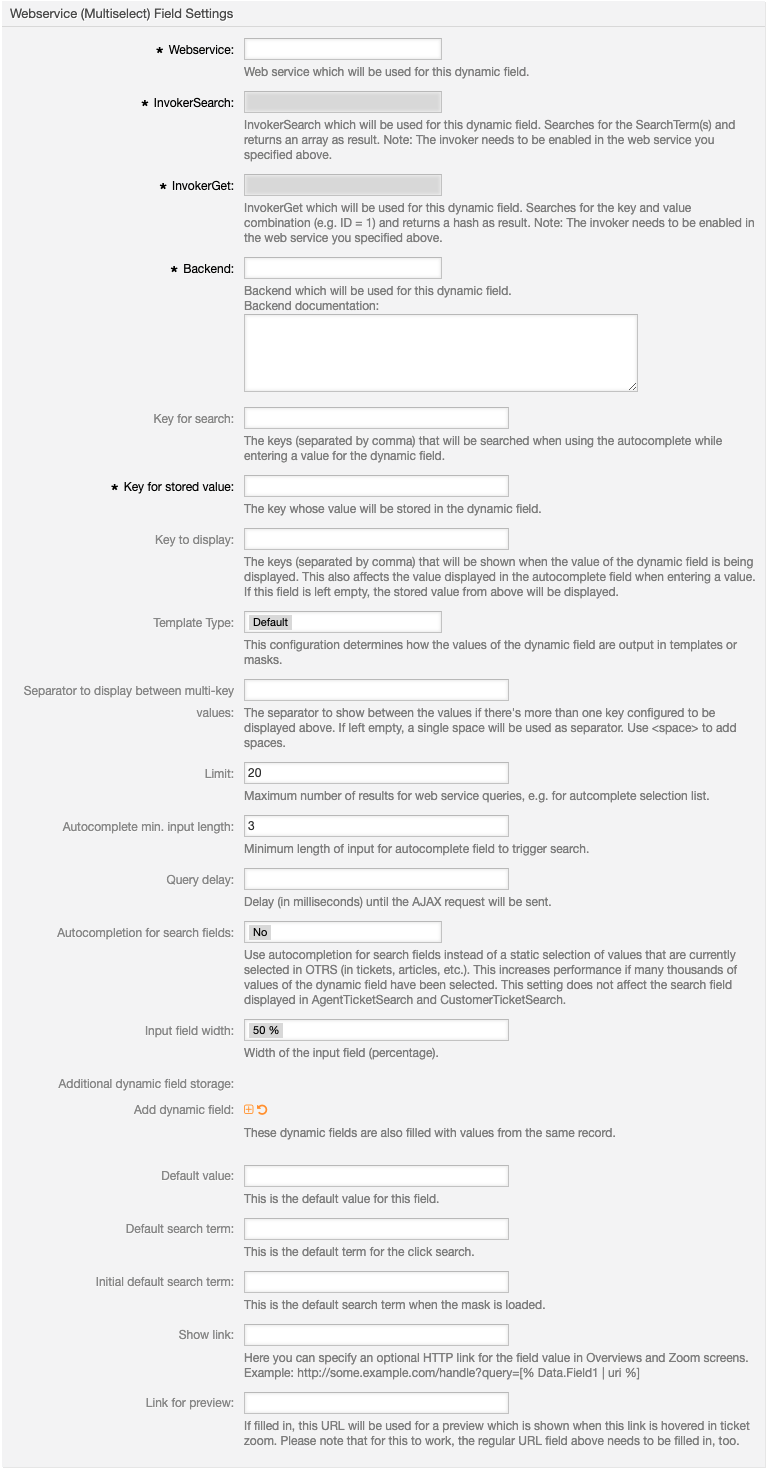 Webservice (Multiselect) Field Settings
★ Webservice:
Web service which will be used for this dynamic field.
★ InvokerSearch:
InvokerSearch which will be used for this dynamic field. Searches for the SearchTerm(s) and
returns an array as result. Note: The invoker needs to be enabled in the web service you
specified above.
★ InvokerGet:
InvokerGet which will be used for this dynamic field. Searches for the key and value
combination (e.g. ID = 1) and returns a hash as result. Note: The invoker needs to be enabled in
the web service you specified above.
★ Backend:
Backend which will be used for this dynamic field.
Backend documentation:
Key for search:
The keys (separated by comma) that will be searched when using the autocomplete while
entering a value for the dynamic field.
★ Key for stored value:
The key whose value will be stored in the dynamic field.
Key to display:
The keys (separated by comma) that will be shown when the value of the dynamic field is being
displayed. This also affects the value displayed in the autocomplete field when entering a value.
If this field is left empty, the stored value from above will be displayed.
Template Type: Default
This configuration determines how the values of the dynamic field are output in templates or
masks.
Separator to display between multi-key
values: The separator to show between the values if there's more than one key configured to be
displayed above. If left empty, a single space will be used as separator. Use <space> to add
spaces.
Limit: 20
Maximum number of results for web service queries, e.g. for autcomplete selection list.
Autocomplete min. input length: 3
Minimum length of input for autocomplete field to trigger search.
Query delay:
Delay (in milliseconds) until the AJAX request will be sent.
Autocompletion for search fields: No
Use autocompletion for search fields instead of a static selection of values that are currently
selected in OTRS (in tickets, articles, etc.). This increases performance if many thousands of
values of the dynamic field have been selected. This setting does not affect the search field
displayed in AgentTicketSearch and CustomerTicketSearch.
Input field width: 50 %
Width of the input field (percentage).
Additional dynamic field storage:
Add dynamic field:
These dynamic fields are also filled with values from the same record.
Default value:
This is the default value for this field.
Default search term:
This is the default term for the click search.
Initial default search term:
This is the default search term when the mask is loaded.
Show link:
Here you can specify an optional HTTP link for the field value in Overviews and Zoom screens.
Example: http://some.example.com/handle?query=[% Data.Field1 | uri %]
Link for preview:
If filled in, this URL will be used for a preview which is shown when this link is hovered in ticket
zoom. Please note that for this to work, the regular URL field above needs to be filled in, too.